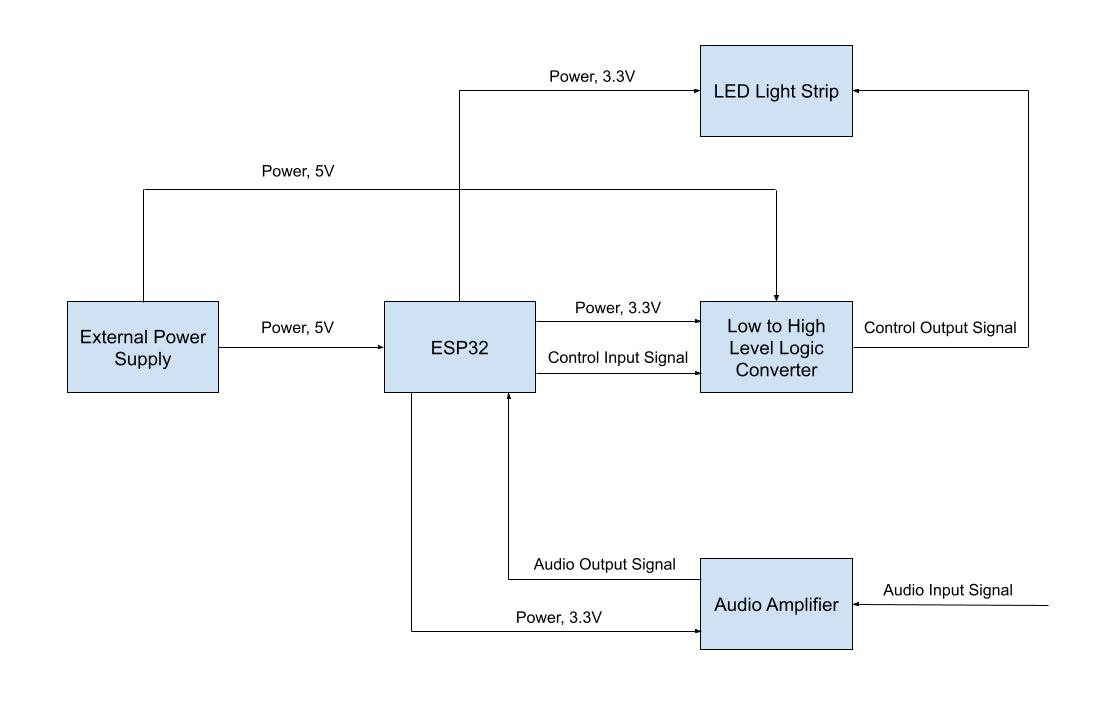 Power, 3.3V
LED Light Strip
Power, 5V
External Power
Supply
Power, 5V
ESP32
Power, 3.3V
Control Input Signal
Low to High
Level Logic
Converter
Control Output Signal
Audio Output Signal
Power, 3.3V
Audio Amplifier
Audio Input Signal